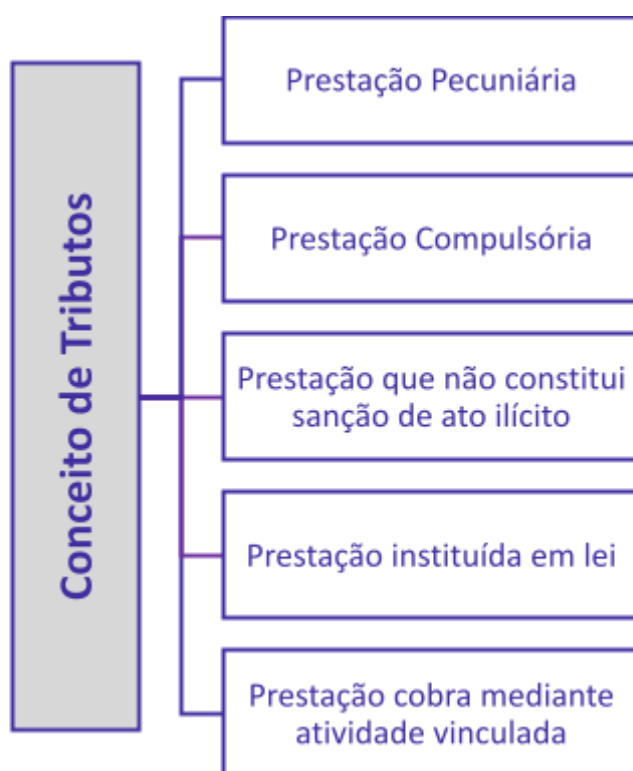 Conceito de Tributos
Prestação Pecuniária
Prestação Compulsória
Prestação que não constitui
sanção de ato ilícito
Prestação instituída em lei
Prestação cobra mediante
atividade vinculada